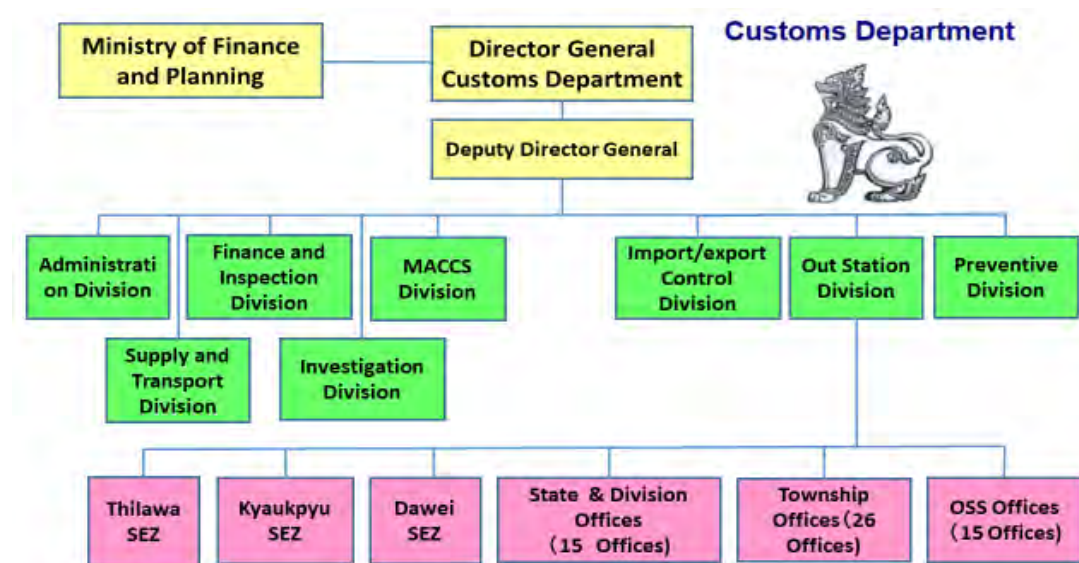 Customs Department
Ministry of Finance
and Planning
Director General
Customs Department
Deputy Director General
Administrati
on Division
Finance and
Inspection
Division
MACCS
Division
Import/export
Control
Division
Out Station
Division
Preventive
Division
Supply and
Transport
Division
Investigation
Division
Thilawa
SEZ
Kyaukpyu
SEZ
Dawei
SEZ
State & Division
Offices
(15 Offices)
Township
Offices(26
Offices)
OSS Offices
(15 Offices)